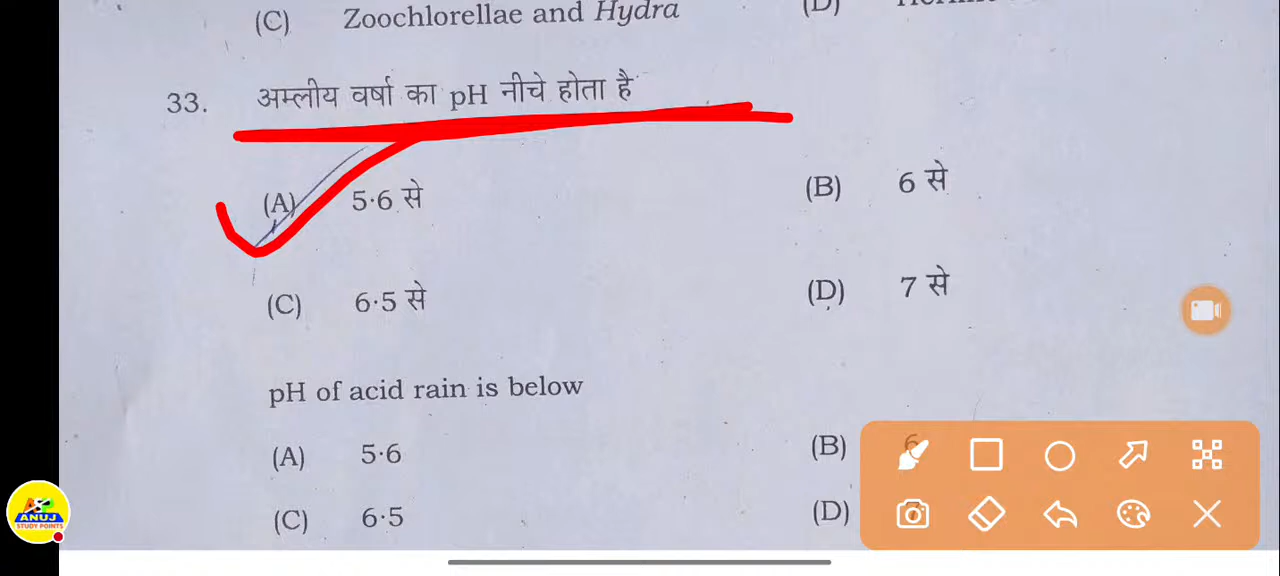 (C) Zoochlorellae and Hydra (D)
33. अम्लीय वर्षा का pH नीचे होता है
(A) 5·6 से (B) 6 से
(C) 6·5 से (D) 7 से
pH of acid rain is below
(A) 5·6 (B) 6
(C) 6·5 (D)
ANUJ
STUDY POINTS